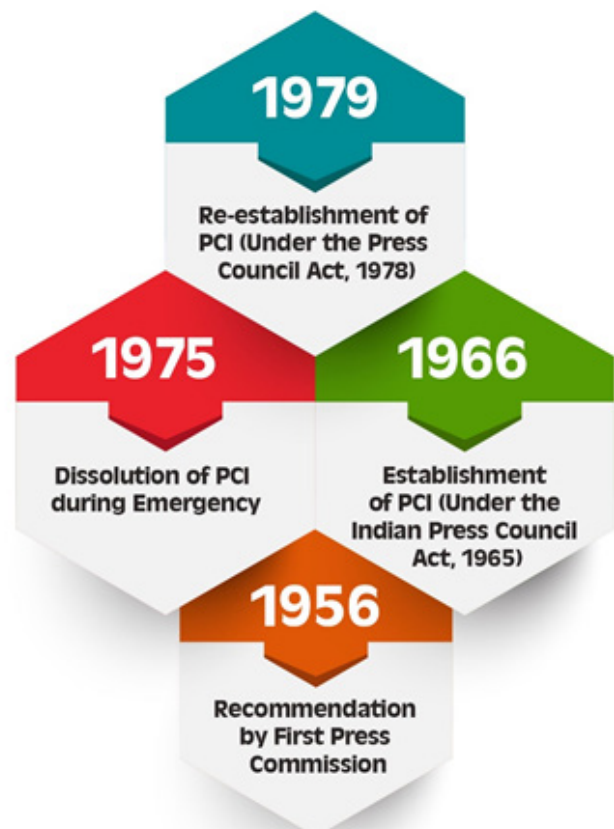 1979
Re-establishment of
PCI (Under the Press
Council Act, 1978)
1975
Dissolution of PCI
during Emergency
1966
Establishment
of PCI (Under the
Indian Press Council
Act, 1965)
1956
Recommendation
by First Press
Commission